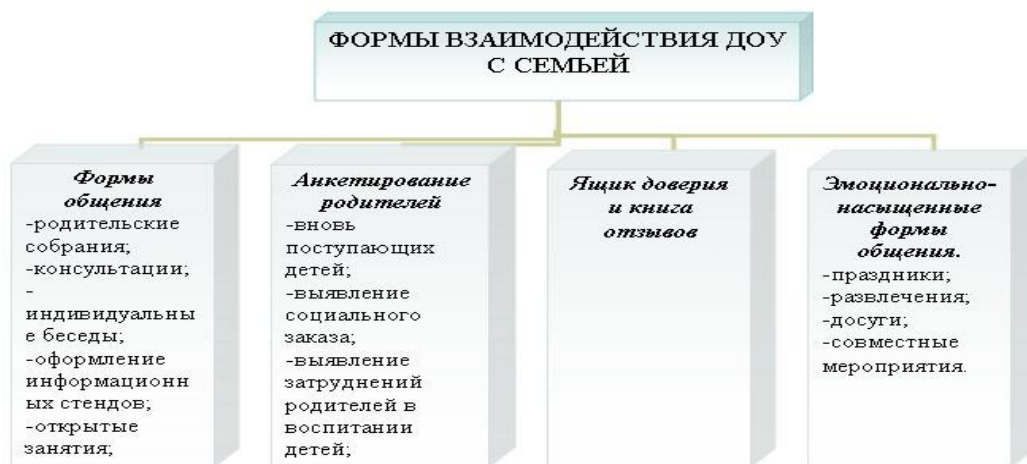 ФОРМЫ ВЗАИМОДЕЙСТВИЯ ДОУ
С СЕМЬЕЙ
Формы
общения
-родительские
собрания;
-консультации;
-
индивидуальны
е беседы;
-оформление
информационн
ых стендов;
-открытые
занятия;
Анкетирование
родителей
-вновь
поступающих
детей;
-выявление
социального
заказа;
-выявление
затруднений
родителей в
воспитании
детей;
Ящик доверия
и книга
отзывов
Эмоционально-
насыщенные
формы
общения.
-праздники;
-развлечения;
-досуги;
-совместные
мероприятия.